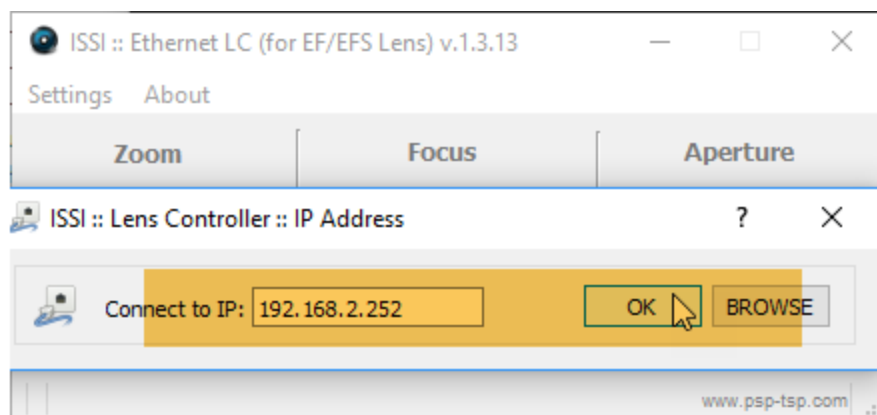 ISSI :: Ethernet LC (for EF/EFS Lens) v.1.3.13
Settings About
Zoom Focus Aperture
ISSI :: Lens Controller :: IP Address ?
Connect to IP: 192.168.2.252 OK BROWSE
www.psp-tsp.com